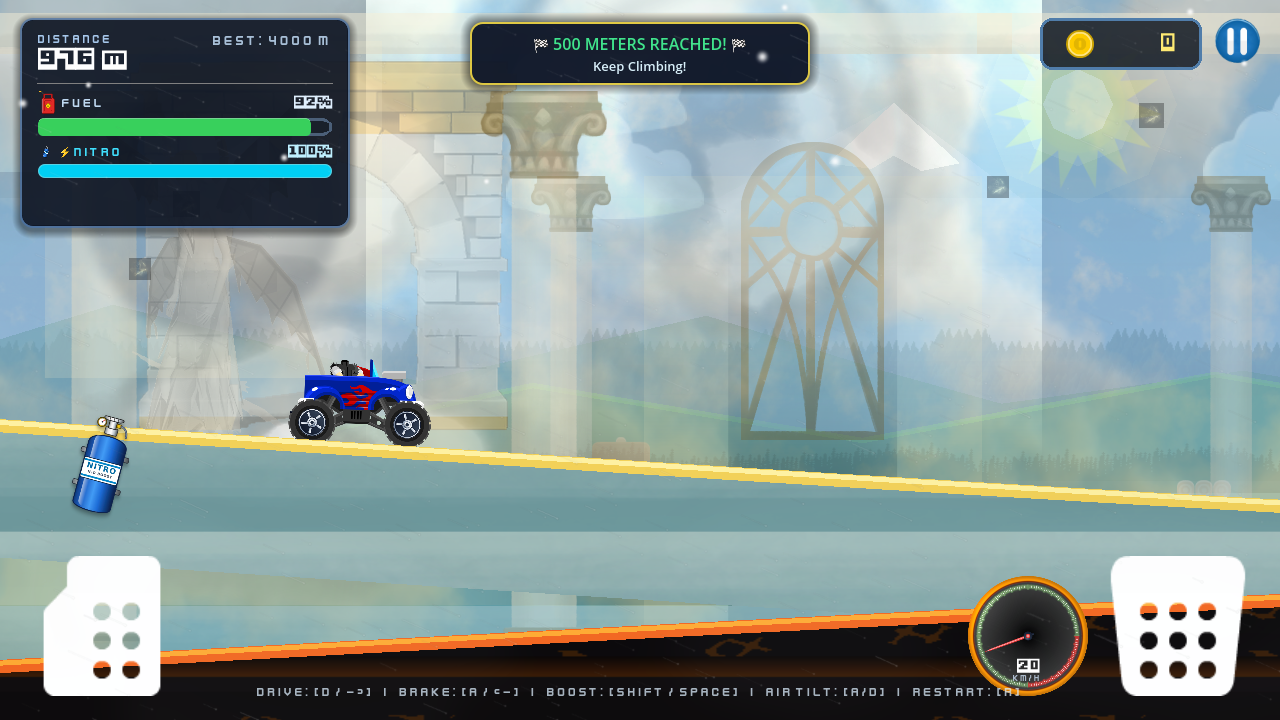 DISTANCE
BEST: 4000 M
976 m
FUEL
92%
NITRO
100%
500 METERS REACHED!
Keep Climbing!
0
NITRO
20
KM/H
DRIVE: [D / ->] | BRAKE: [A / <-] | BOOST: [SHIFT / SPACE] | AIR TILT: [A/D] | RESTART: [R]